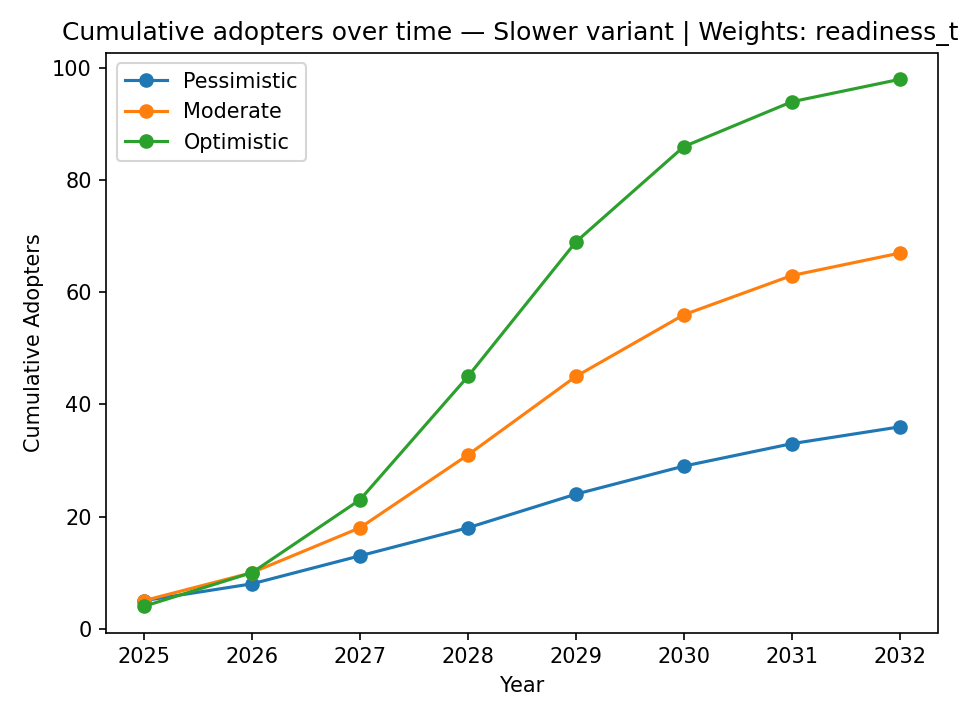 Cumulative adopters over time — Slower variant | Weights: readiness_t
Pessimistic
Moderate
Optimistic
100
80
60
40
20
0
Cumulative Adopters
2025 2026 2027 2028 2029 2030 2031 2032
Year